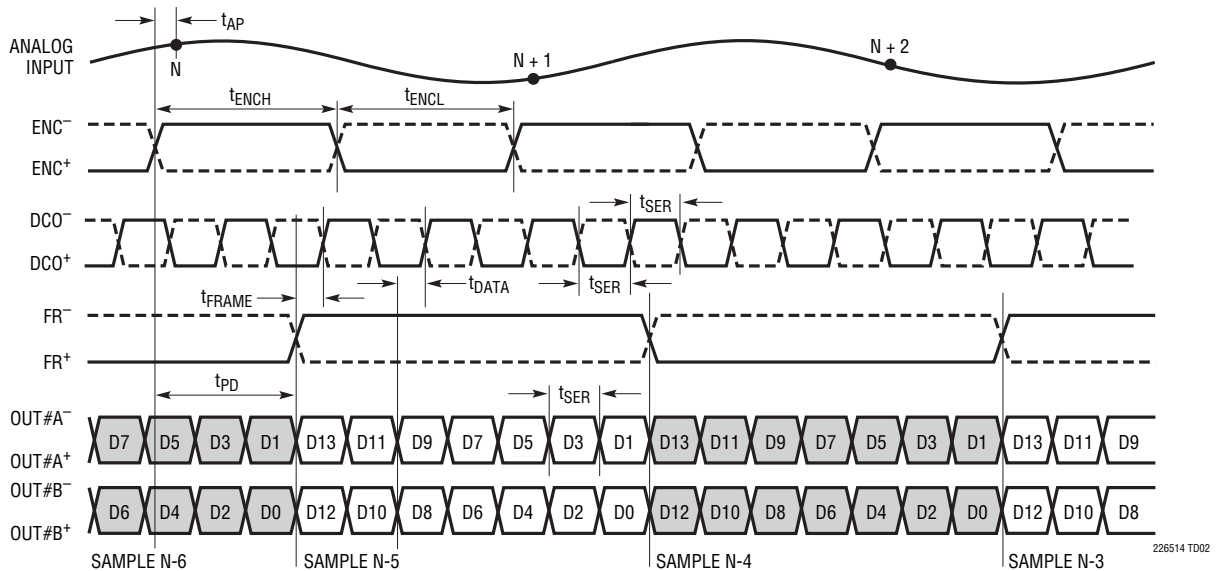 tAP
ANALOG
INPUT
N
N + 1
N + 2
tENCH
tENCL
ENC–
ENC+
DCO–
tSER
DCO+
tFRAME
tDATA
tSER
FR–
FR+
tPD
tSER
OUT#A–
D7 D5 D3 D1 D13 D11 D9 D7 D5 D3 D1 D13 D11 D9 D7 D5 D3 D1 D13 D11 D9
OUT#A+
OUT#B–
D6 D4 D2 D0 D12 D10 D8 D6 D4 D2 D0 D12 D10 D8 D6 D4 D2 D0 D12 D10 D8
OUT#B+
SAMPLE N-6 SAMPLE N-5 SAMPLE N-4 SAMPLE N-3
226514 TD02